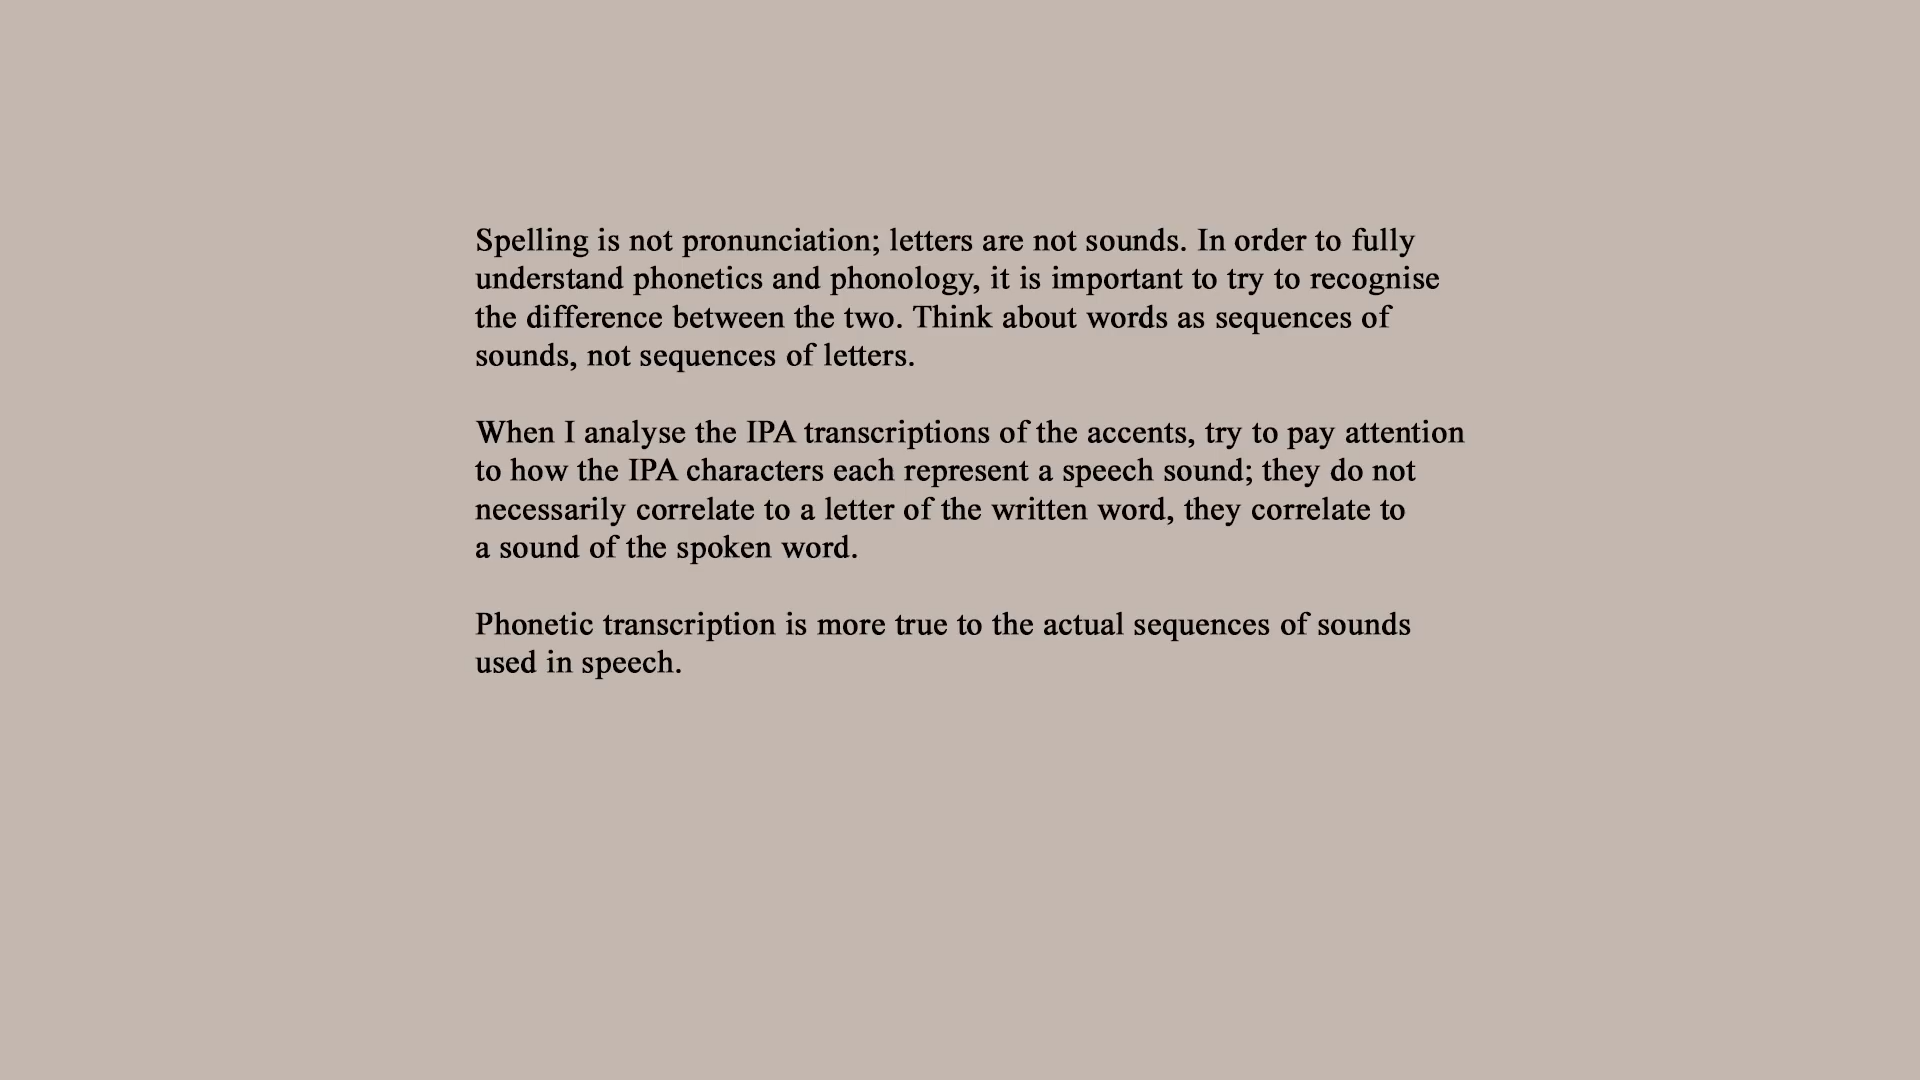 Spelling is not pronunciation; letters are not sounds. In order to fully
understand phonetics and phonology, it is important to try to recognise
the difference between the two. Think about words as sequences of
sounds, not sequences of letters.
When I analyse the IPA transcriptions of the accents, try to pay attention
to how the IPA characters each represent a speech sound; they do not
necessarily correlate to a letter of the written word, they correlate to
a sound of the spoken word.
Phonetic transcription is more true to the actual sequences of sounds
used in speech.